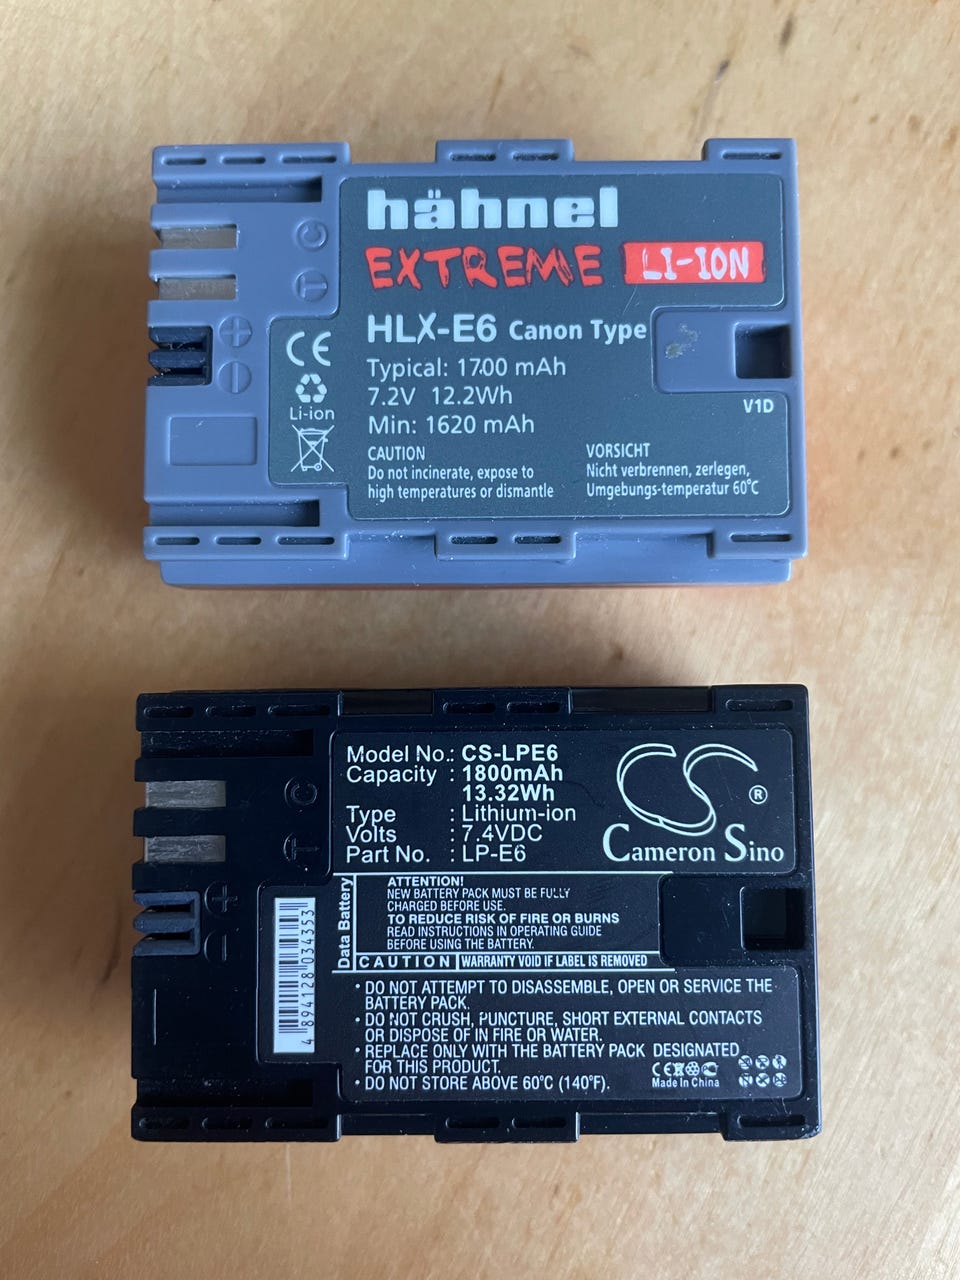 hähnel
EXTREME LI-ION
HLX-E6 Canon Type
Typical: 1700 mAh
7.2V 12.2Wh
Min: 1620 mAh
C
T
+
−
CE
Li-ion
V1D
CAUTION
Do not incinerate, expose to
high temperatures or dismantle
VORSICHT
Nicht verbrennen, zerlegen,
Umgebungs-temperatur 60°C
Model No.: CS-LPE6
Capacity : 1800mAh
13.32Wh
Type : Lithium-ion
Volts : 7.4VDC
Part No. : LP-E6
CS ®
Cameron Sino
C
T
+
−
4 894128 034353
Data Battery
ATTENTION!
NEW BATTERY PACK MUST BE FULLY
CHARGED BEFORE USE.
TO REDUCE RISK OF FIRE OR BURNS
READ INSTRUCTIONS IN OPERATING GUIDE
BEFORE USING THE BATTERY.
CAUTION WARRANTY VOID IF LABEL IS REMOVED
• DO NOT ATTEMPT TO DISASSEMBLE, OPEN OR SERVICE THE
BATTERY PACK.
• DO NOT CRUSH, PUNCTURE, SHORT EXTERNAL CONTACTS
OR DISPOSE OF IN FIRE OR WATER.
• REPLACE ONLY WITH THE BATTERY PACK DESIGNATED
FOR THIS PRODUCT.
• DO NOT STORE ABOVE 60°C (140°F).
CE
Made In China